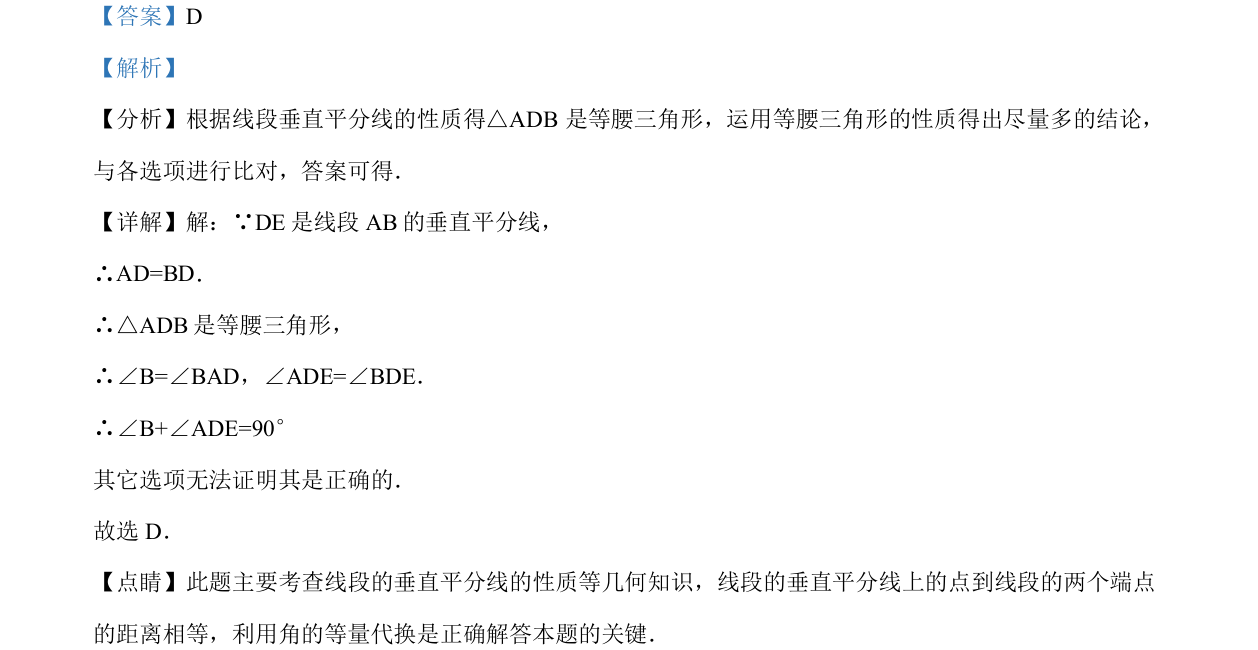 【答案】D
【解析】
【分析】根据线段垂直平分线的性质得△ADB 是等腰三角形，运用等腰三角形的性质得出尽量多的结论，
与各选项进行比对，答案可得．
【详解】解：∵DE 是线段 AB 的垂直平分线，
∴AD=BD．
∴△ADB 是等腰三角形，
∴∠B=∠BAD，∠ADE=∠BDE．
∴∠B+∠ADE=90°
其它选项无法证明其是正确的．
故选 D．
【点睛】此题主要考查线段的垂直平分线的性质等几何知识，线段的垂直平分线上的点到线段的两个端点
的距离相等，利用角的等量代换是正确解答本题的关键．